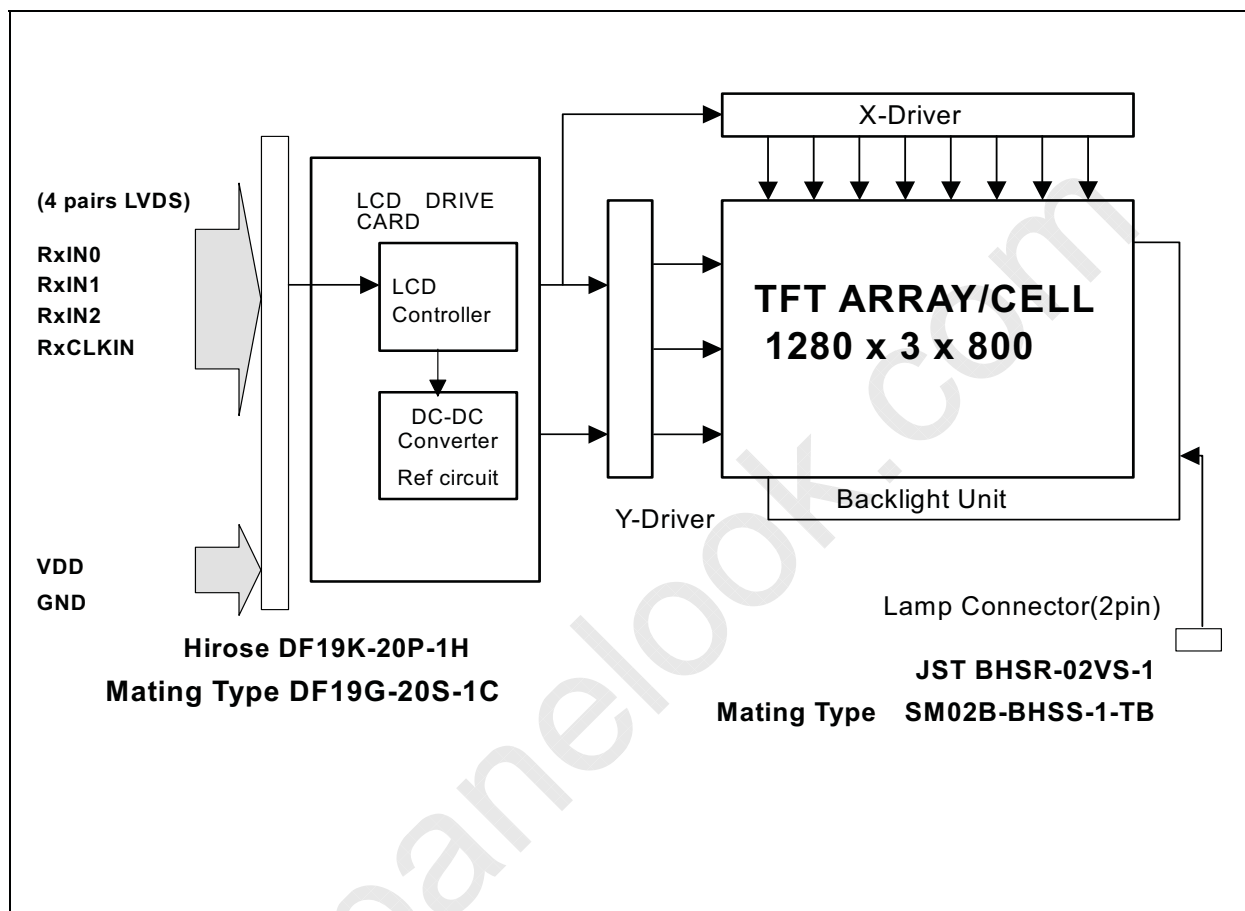 X-Driver
(4 pairs LVDS)
RxIN0
RxIN1
RxIN2
RxCLKIN
LCD DRIVE
CARD
LCD
Controller
DC-DC
Converter
Ref circuit
TFT ARRAY/CELL
1280 x 3 x 800
Y-Driver
Backlight Unit
VDD
GND
Hirose DF19K-20P-1H
Mating Type DF19G-20S-1C
Lamp Connector(2pin)
JST BHSR-02VS-1
Mating Type SM02B-BHSS-1-TB
panelook.com